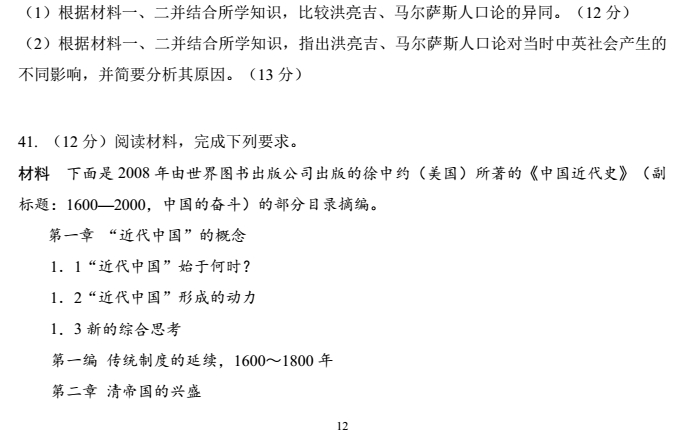 （1）根据材料一、二并结合所学知识，比较洪亮吉、马尔萨斯人口论的异同。（12 分）
（2）根据材料一、二并结合所学知识，指出洪亮吉、马尔萨斯人口论对当时中英社会产生的
不同影响，并简要分析其原因。（13 分）
41. （12 分）阅读材料，完成下列要求。
材料　下面是 2008 年由世界图书出版公司出版的徐中约（美国）所著的《中国近代史》（副
标题：1600—2000，中国的奋斗）的部分目录摘编。
第一章 “近代中国”的概念
1．1“近代中国”始于何时？
1．2“近代中国”形成的动力
1．3 新的综合思考
第一编 传统制度的延续，1600～1800 年
第二章 清帝国的兴盛
12